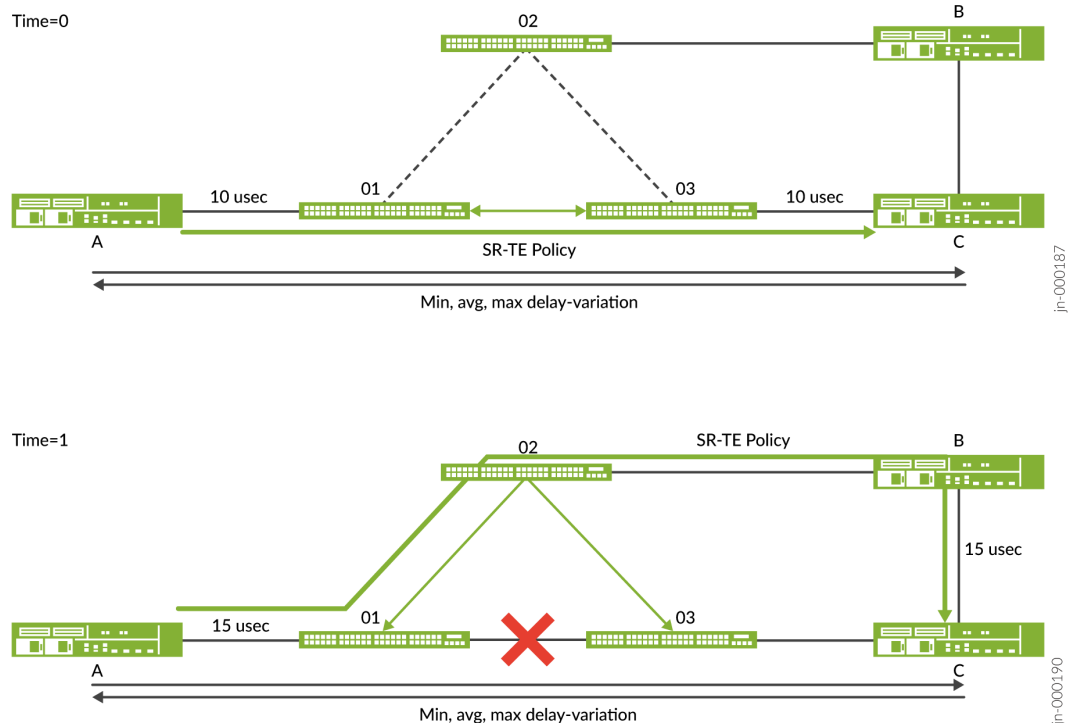 Time=0
02
B
10 usec
01
03
10 usec
A
SR-TE Policy
C
Min, avg, max delay-variation
jn-000187
Time=1
02
SR-TE Policy
B
15 usec
15 usec
01
03
A
C
Min, avg, max delay-variation
jn-000190